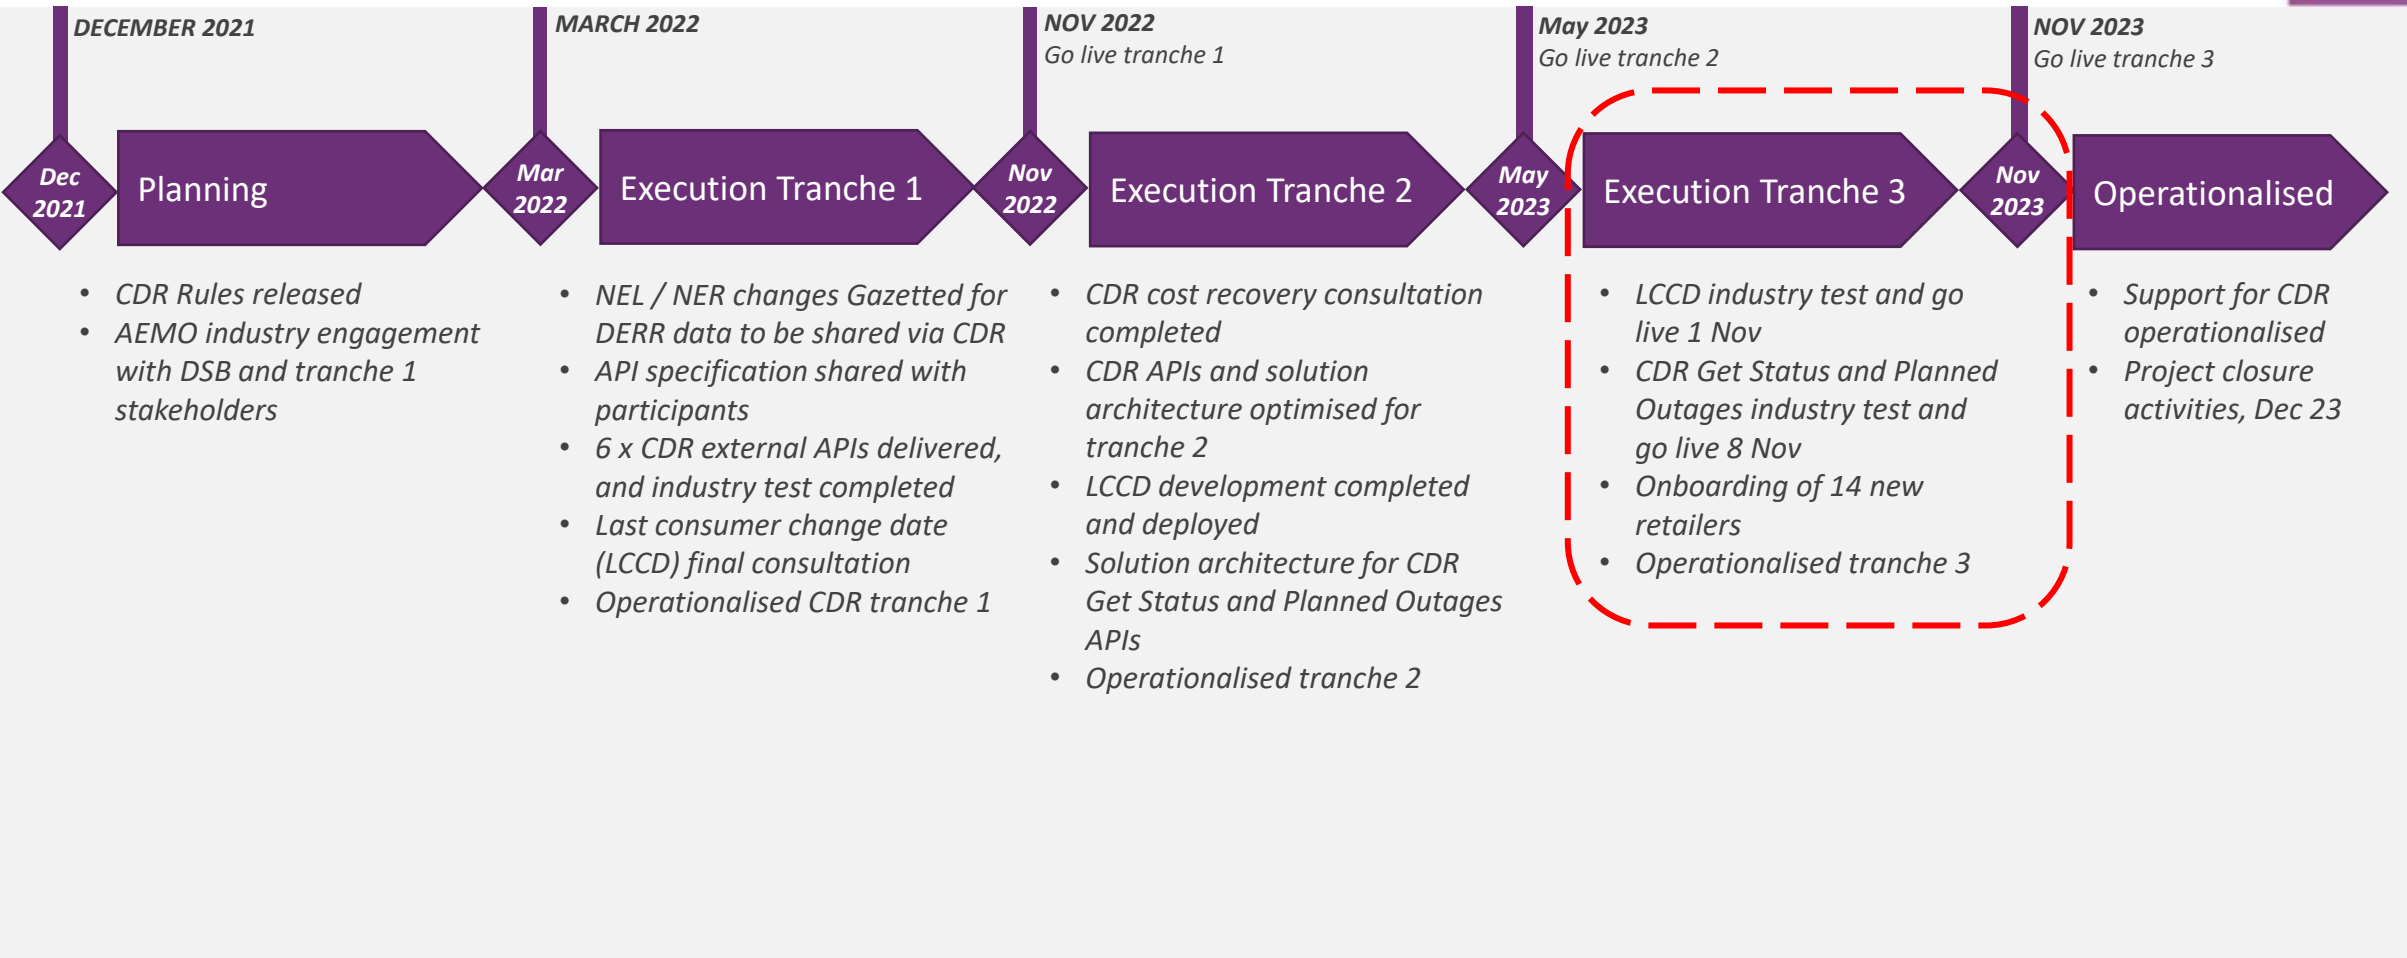 DECEMBER 2021
MARCH 2022
NOV 2022
Go live tranche 1
May 2023
Go live tranche 2
NOV 2023
Go live tranche 3
Dec
2021
Planning
Mar
2022
Execution Tranche 1
Nov
2022
Execution Tranche 2
May
2023
Execution Tranche 3
Nov
2023
Operationalised
• CDR Rules released
• AEMO industry engagement
with DSB and tranche 1
stakeholders
• NEL / NER changes Gazetted for
DERR data to be shared via CDR
• API specification shared with
participants
• 6 x CDR external APIs delivered,
and industry test completed
• Last consumer change date
(LCCD) final consultation
• Operationalised CDR tranche 1
• CDR cost recovery consultation
completed
• CDR APIs and solution
architecture optimised for
tranche 2
• LCCD development completed
and deployed
• Solution architecture for CDR
Get Status and Planned Outages
APIs
• Operationalised tranche 2
• LCCD industry test and go
live 1 Nov
• CDR Get Status and Planned
Outages industry test and
go live 8 Nov
• Onboarding of 14 new
retailers
• Operationalised tranche 3
• Support for CDR
operationalised
• Project closure
activities, Dec 23